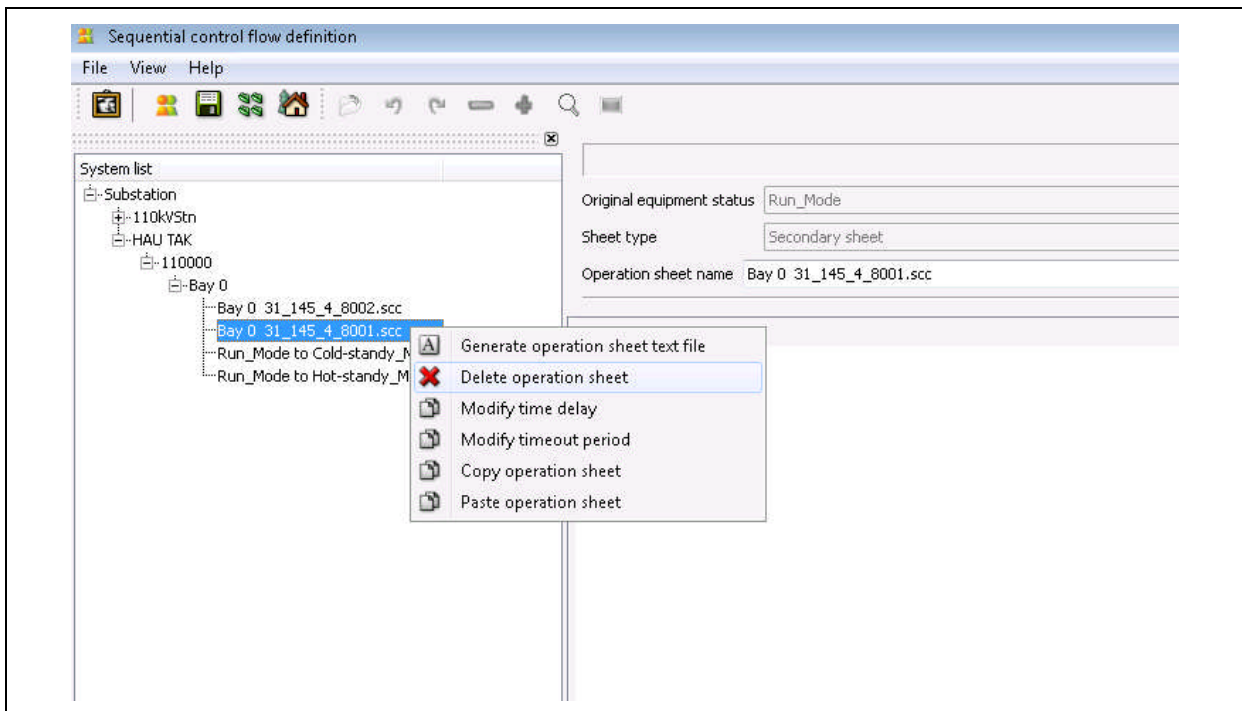 Sequential control flow definition
File View Help
System list
Substation
110kVStn
HAU TAK
110000
Bay 0
Bay 0 31_145_4_8002.scc
Bay 0 31_145_4_8001.scc
Run_Mode to Cold-standy_M
Run_Mode to Hot-standy_M
Original equipment status Run_Mode
Sheet type Secondary sheet
Operation sheet name Bay 0 31_145_4_8001.scc
A Generate operation sheet text file
Delete operation sheet
Modify time delay
Modify timeout period
Copy operation sheet
Paste operation sheet